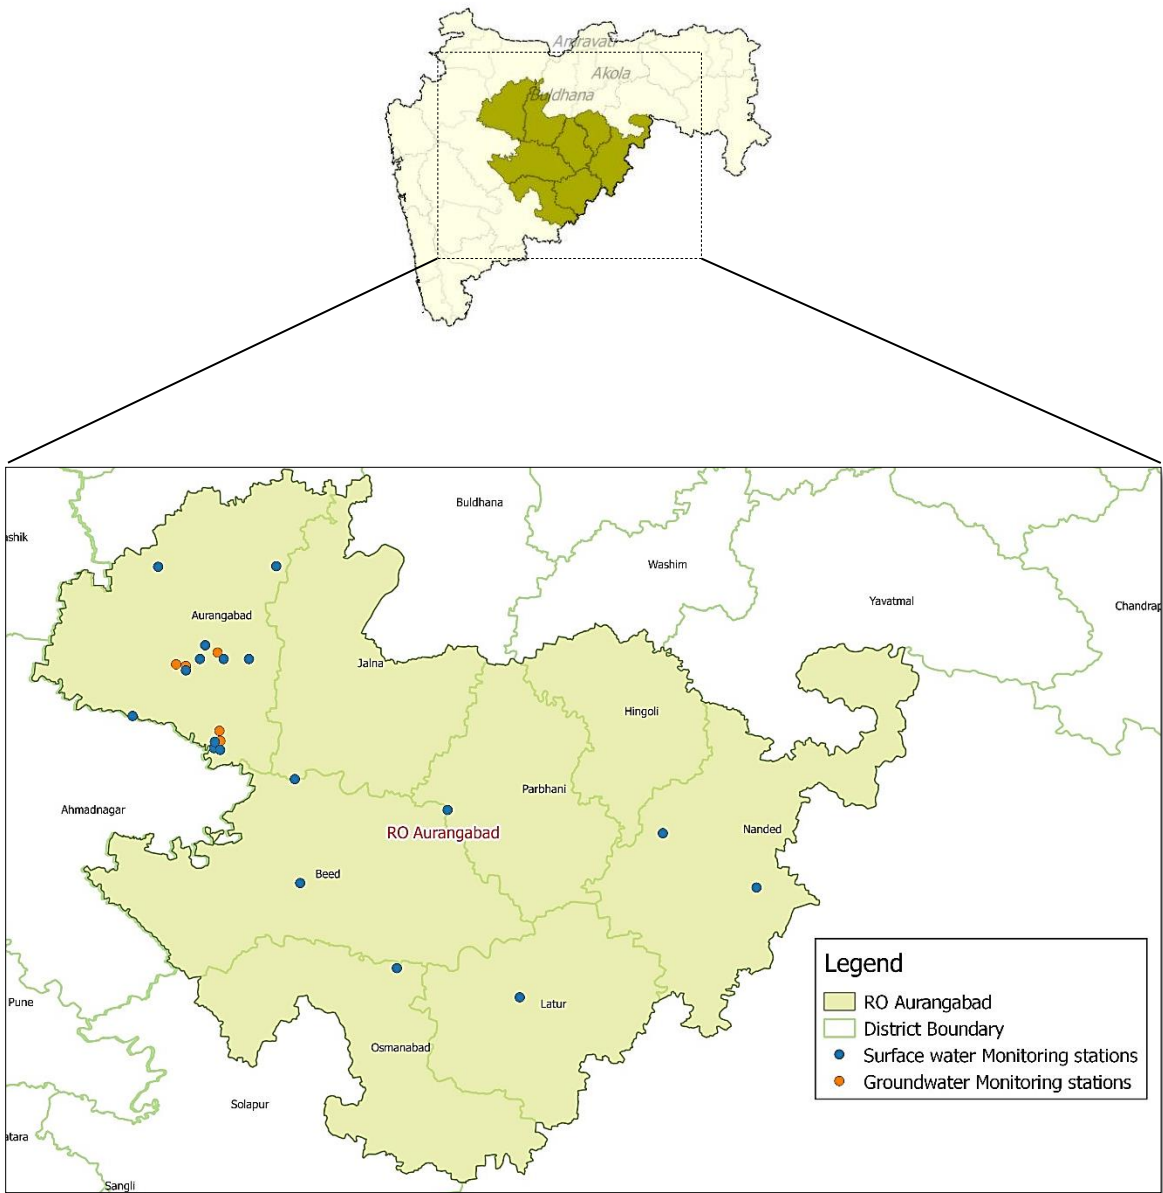 Amravati
Akola
Buldhana
Buldhana
ashik
Washim
Yavatmal
Chandrap
Aurangabad
Jalna
Hingoli
Parbhani
Ahmadnagar
RO Aurangabad
Nanded
Beed
Legend
RO Aurangabad
District Boundary
Surface water Monitoring stations
Groundwater Monitoring stations
Pune
Latur
Osmanabad
Solapur
atara
Sangli